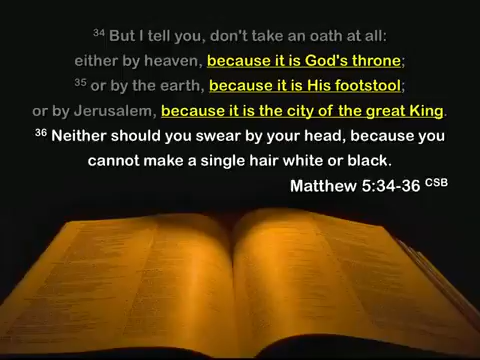 34 But I tell you, don't take an oath at all:
either by heaven, because it is God's throne;
35 or by the earth, because it is His footstool;
or by Jerusalem, because it is the city of the great King.
36 Neither should you swear by your head, because you
cannot make a single hair white or black.
Matthew 5:34-36 CSB